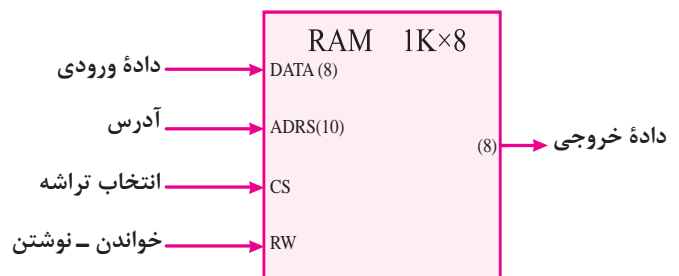 RAM 1K×8
دادهٔ ورودی
DATA (8)
آدرس
ADRS(10)
(8)
دادهٔ خروجی
انتخاب تراشه
CS
خواندن ـ نوشتن
RW